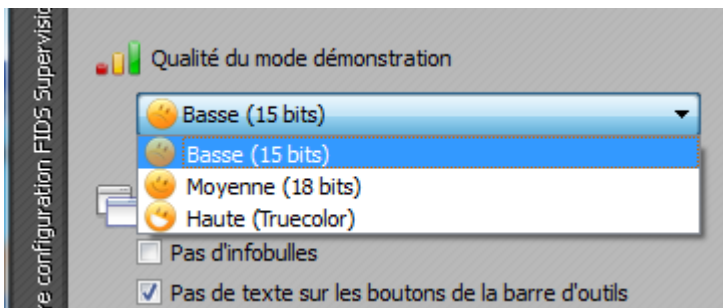 Qualité du mode démonstration
Basse (15 bits)
Basse (15 bits)
Moyenne (18 bits)
Haute (Truecolor)
Pas d'infobulles
Pas de texte sur les boutons de la barre d'outils
configuration FIDS Supervisio